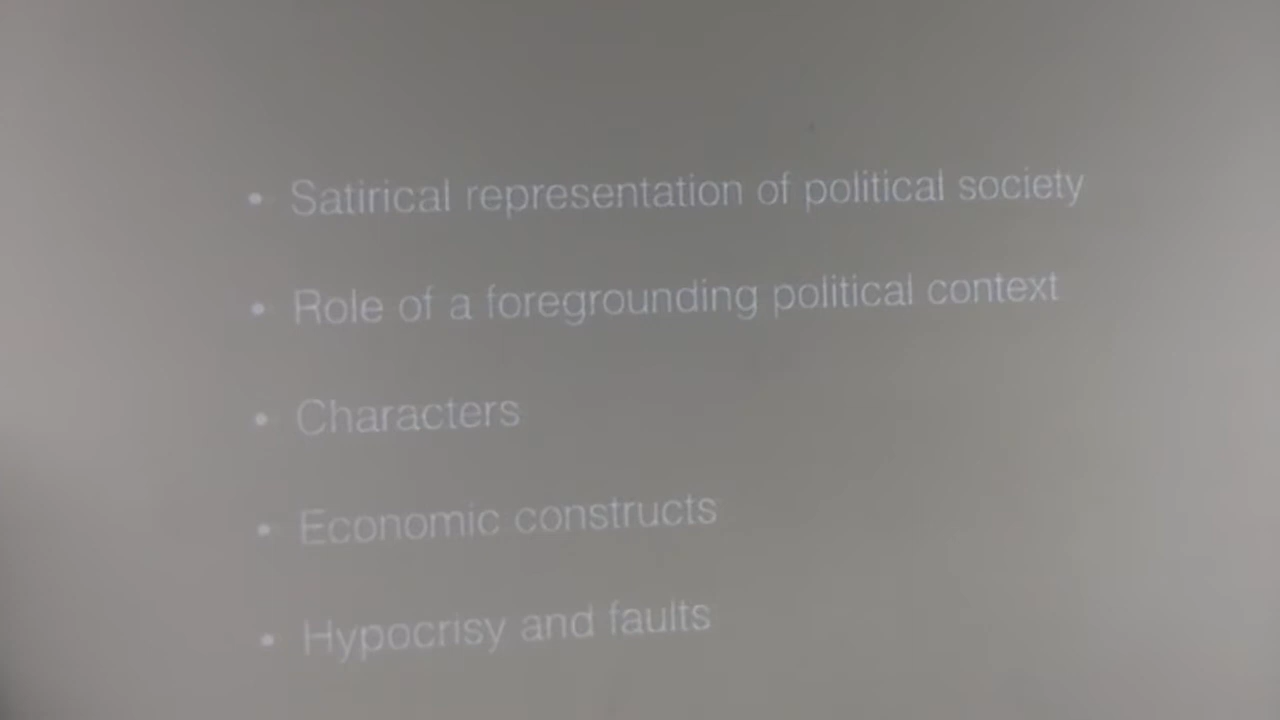 • Satirical representation of political society
• Role of a foregrounding political context
• Characters
• Economic constructs
• Hypocrisy and faults